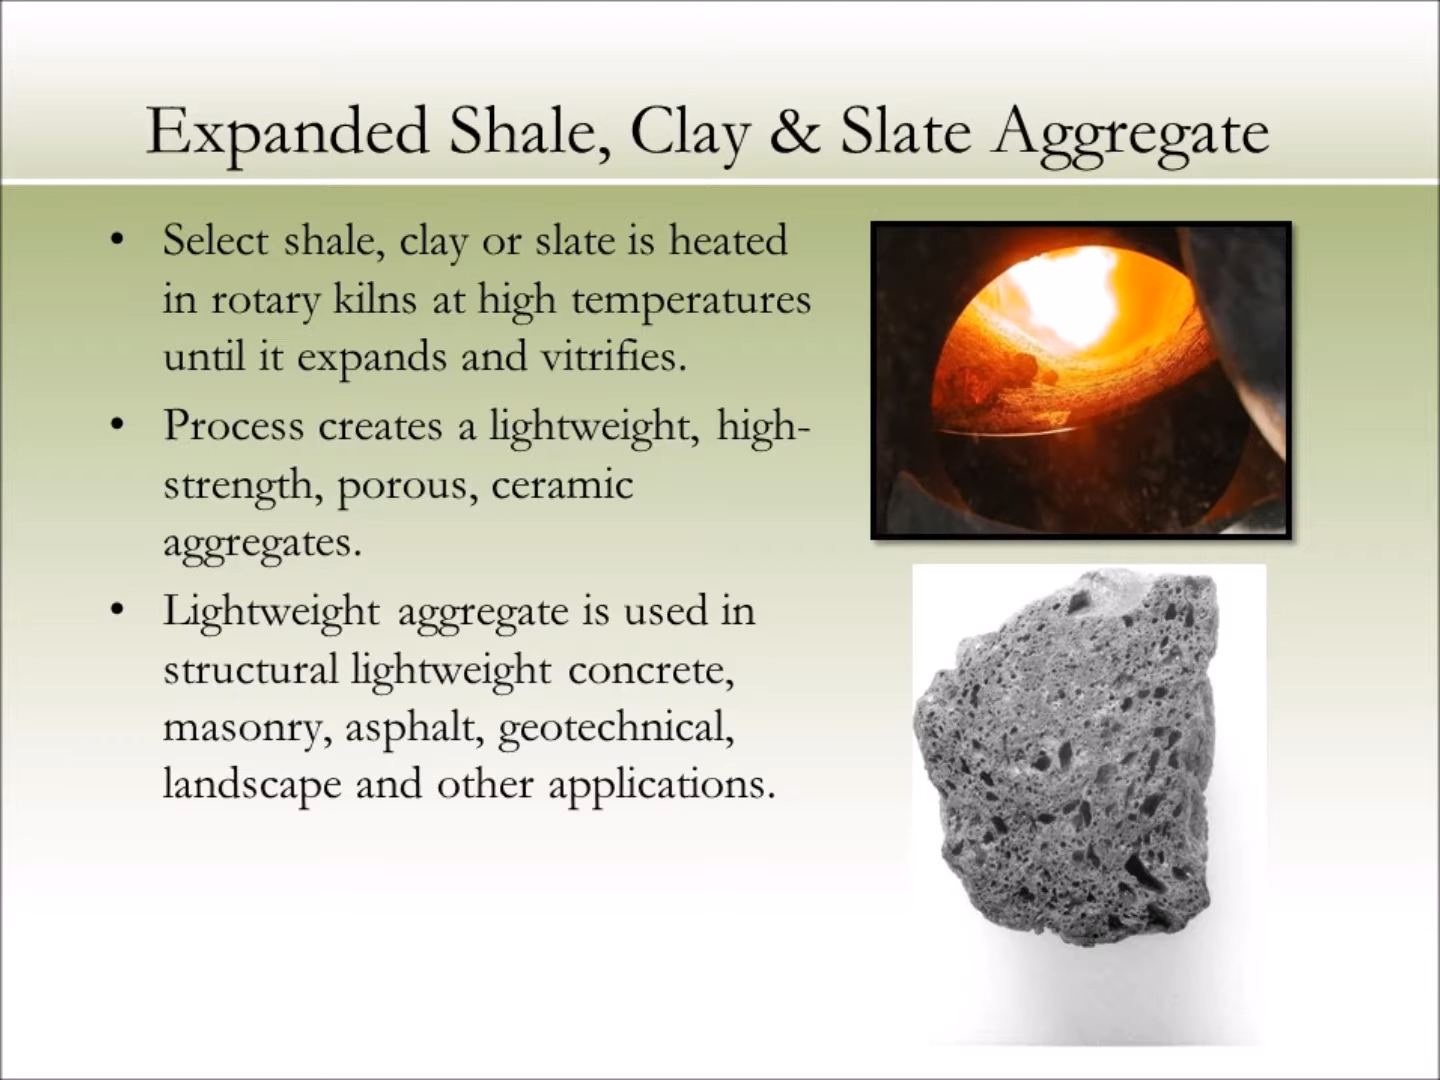 Expanded Shale, Clay & Slate Aggregate
• Select shale, clay or slate is heated
in rotary kilns at high temperatures
until it expands and vitrifies.
• Process creates a lightweight, high-
strength, porous, ceramic
aggregates.
• Lightweight aggregate is used in
structural lightweight concrete,
masonry, asphalt, geotechnical,
landscape and other applications.